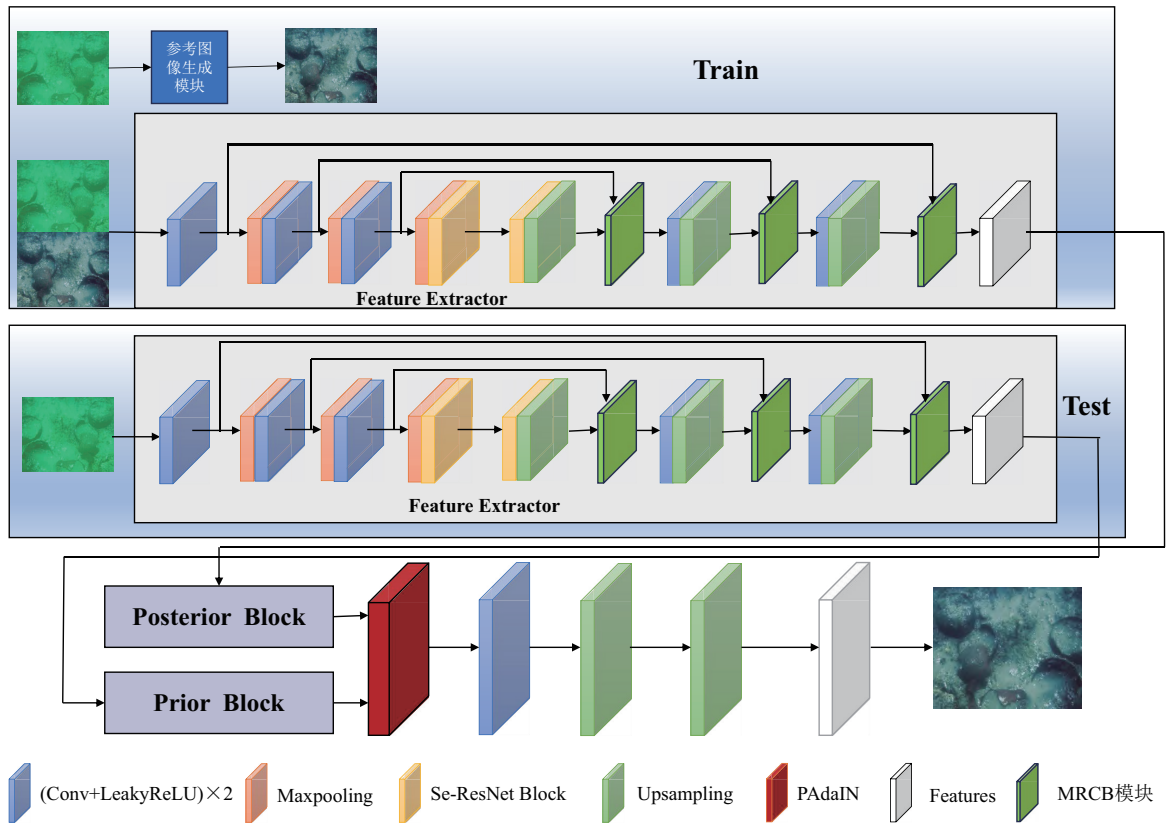 参考图
像生成
模块
Train
Feature Extractor
Test
Feature Extractor
Posterior Block
Prior Block
(Conv+LeakyReLU)×2
Maxpooling
Se-ResNet Block
Upsampling
PAdaIN
Features
MRCB模块